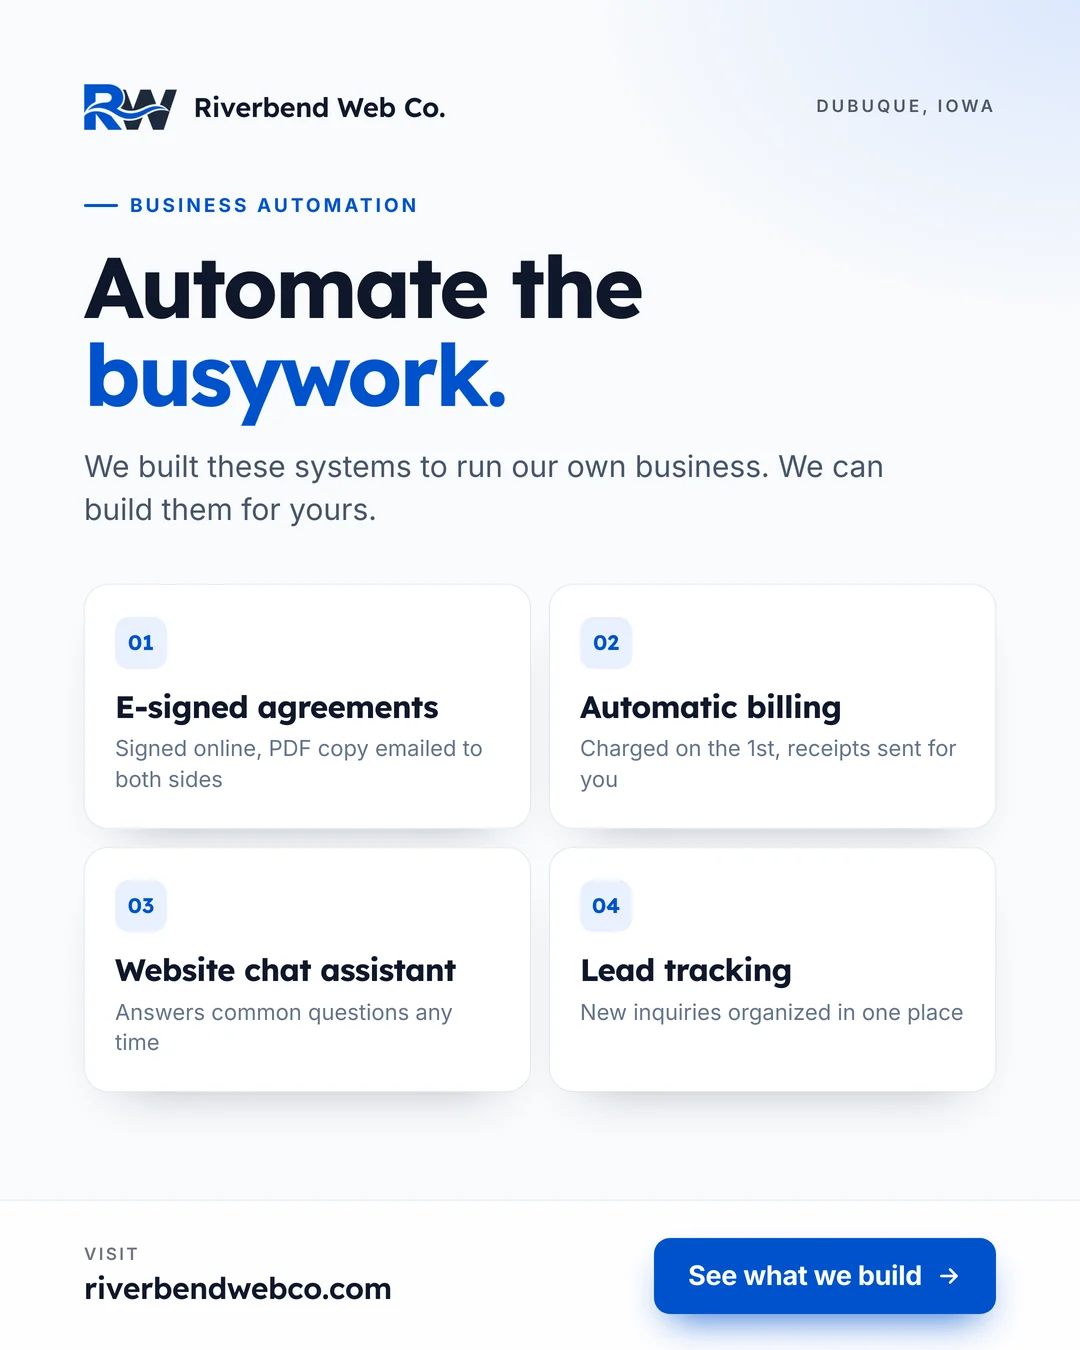 RW Riverbend Web Co.
DUBUQUE, IOWA
BUSINESS AUTOMATION
Automate the
busywork.
We built these systems to run our own business. We can
build them for yours.
01
E-signed agreements
Signed online, PDF copy emailed to
both sides
02
Automatic billing
Charged on the 1st, receipts sent for
you
03
Website chat assistant
Answers common questions any
time
04
Lead tracking
New inquiries organized in one place
VISIT
riverbendwebco.com
See what we build →